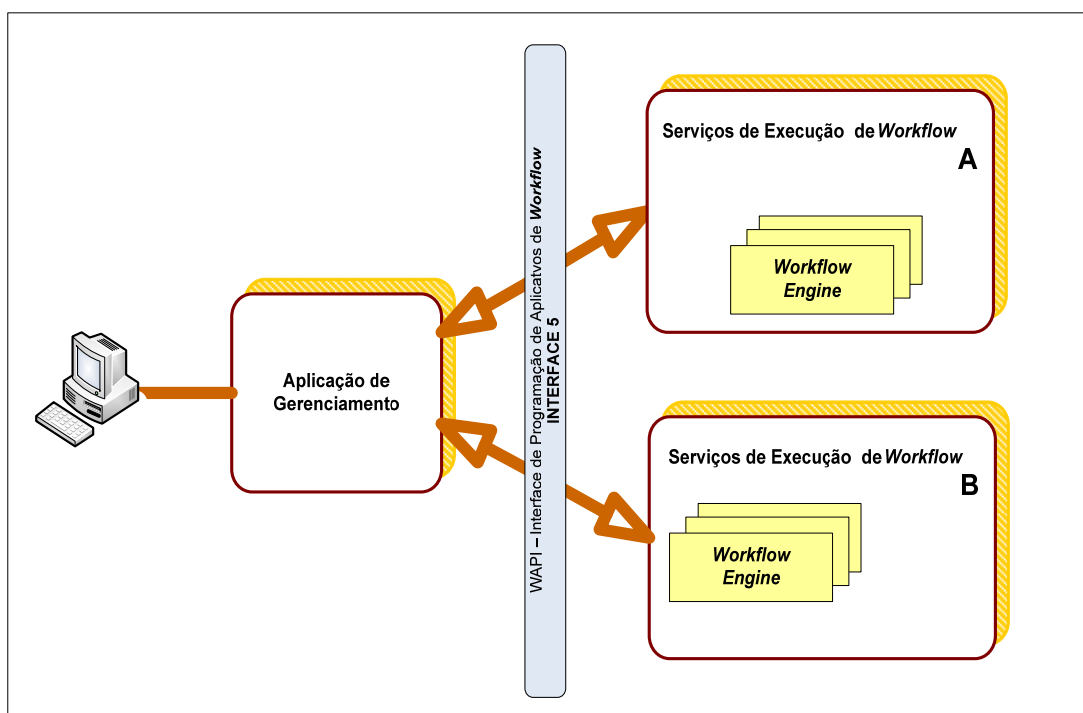 Aplicação de
Gerenciamento
WAPI – Interface de Programação de Aplicatvos de Workflow
INTERFACE 5
Serviços de Execução de Workflow
A
Workflow
Engine
Serviços de Execução de Workflow
B
Workflow
Engine